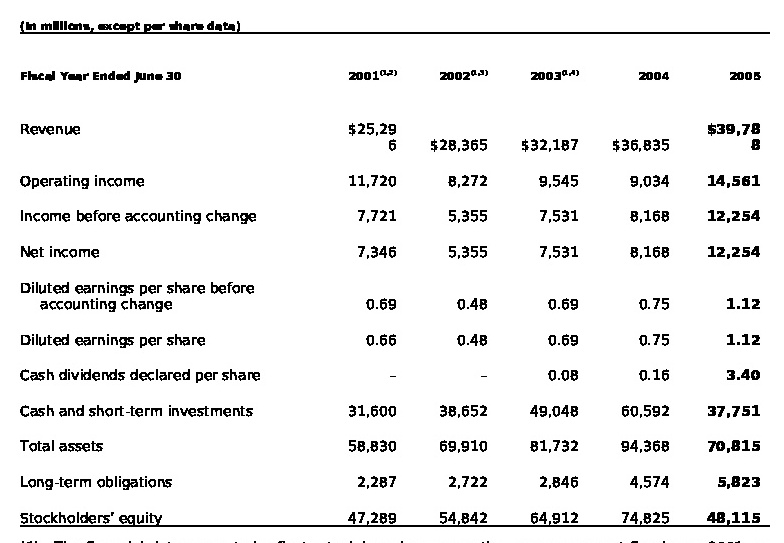 (In millions, except per share data)
Fiscal Year Ended June 30 2001(1,2) 2002(1,3) 2003(1,4) 2004 2005
Revenue $25,29 $39,78
6 $28,365 $32,187 $36,835 8
Operating income 11,720 8,272 9,545 9,034 14,561
Income before accounting change 7,721 5,355 7,531 8,168 12,254
Net income 7,346 5,355 7,531 8,168 12,254
Diluted earnings per share before
accounting change 0.69 0.48 0.69 0.75 1.12
Diluted earnings per share 0.66 0.48 0.69 0.75 1.12
Cash dividends declared per share – – 0.08 0.16 3.40
Cash and short-term investments 31,600 38,652 49,048 60,592 37,751
Total assets 58,830 69,910 81,732 94,368 70,815
Long-term obligations 2,287 2,722 2,846 4,574 5,823
Stockholders' equity 47,289 54,842 64,912 74,825 48,115